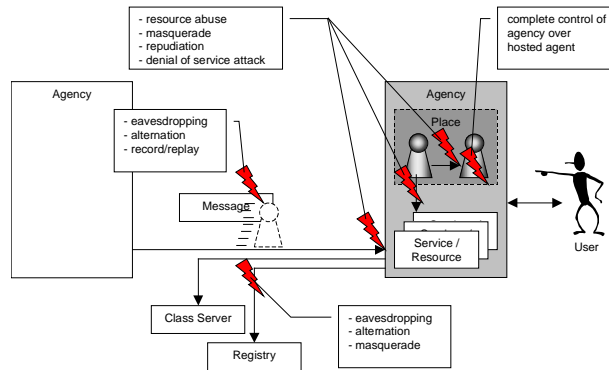 - resource abuse
- masquerade
- repudiation
- denial of service attack
complete control of
agency over
hosted agent
Agency
Agency
Place
- eavesdropping
- alternation
- record/replay
Message
Service /
Resource
User
Class Server
Registry
- eavesdropping
- alternation
- masquerade